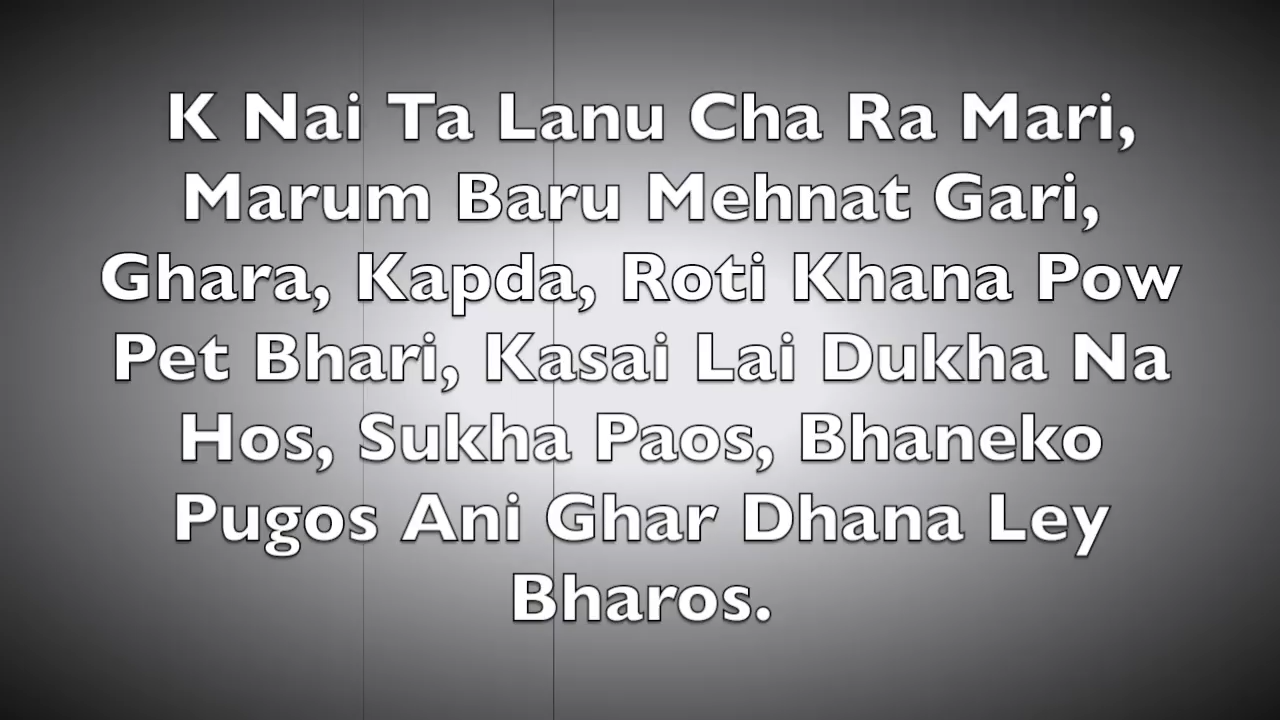 K Nai Ta Lanu Cha Ra Mari,
Marum Baru Mehnat Gari,
Ghara, Kapda, Roti Khana Pow
Pet Bhari, Kasai Lai Dukha Na
Hos, Sukha Paos, Bhaneko
Pugos Ani Ghar Dhana Ley
Bharos.